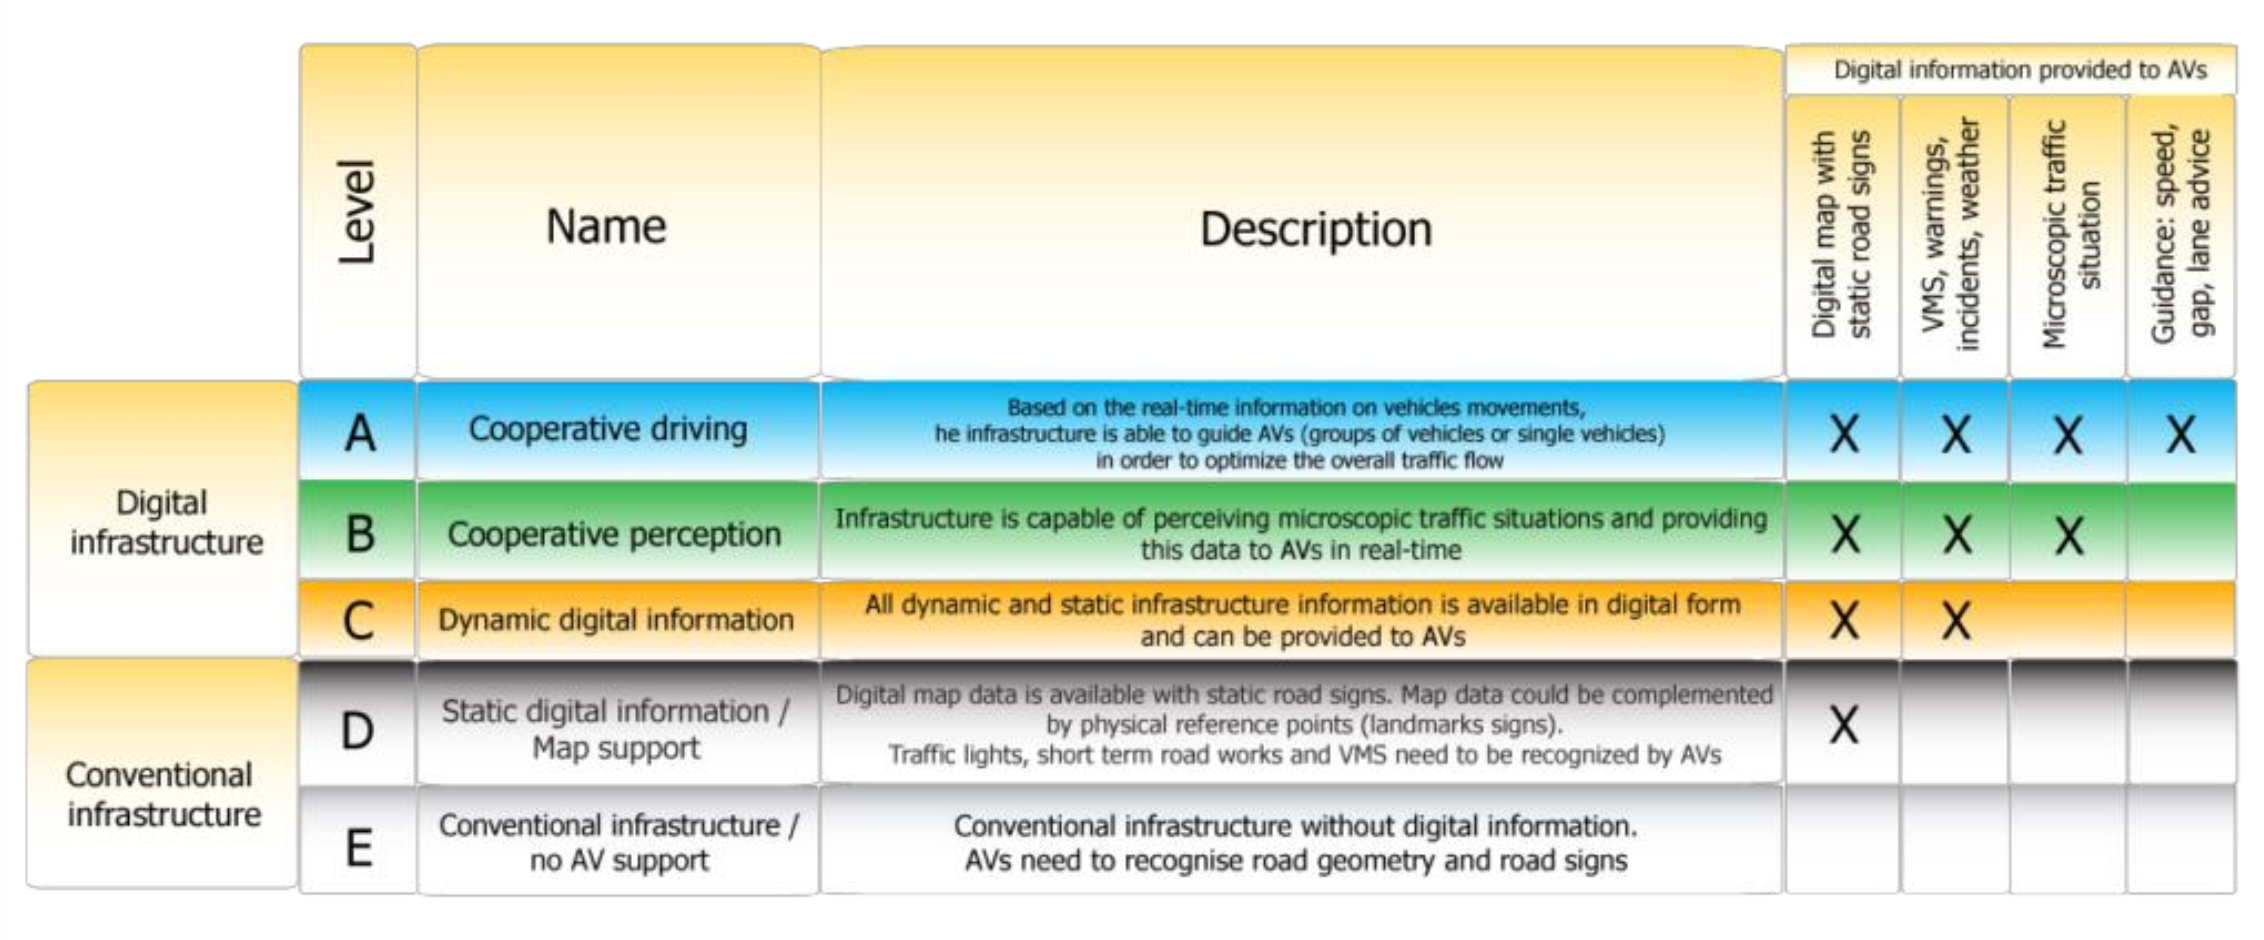 Level
Name
Description
Digital information provided to AVs
Digital map with
static road signs
VMS, warnings,
incidents, weather
Microscopic traffic
situation
Guidance: speed,
gap, lane advice
Digital
infrastructure
A
Cooperative driving
Based on the real-time information on vehicles movements,
he infrastructure is able to guide AVs (groups of vehicles or single vehicles)
in order to optimize the overall traffic flow
X X X X
B
Cooperative perception
Infrastructure is capable of perceiving microscopic traffic situations and providing
this data to AVs in real-time
X X X
C
Dynamic digital information
All dynamic and static infrastructure information is available in digital form
and can be provided to AVs
X X
Conventional
infrastructure
D
Static digital information /
Map support
Digital map data is available with static road signs. Map data could be complemented
by physical reference points (landmarks signs).
Traffic lights, short term road works and VMS need to be recognized by AVs
X
E
Conventional infrastructure /
no AV support
Conventional infrastructure without digital information.
AVs need to recognise road geometry and road signs